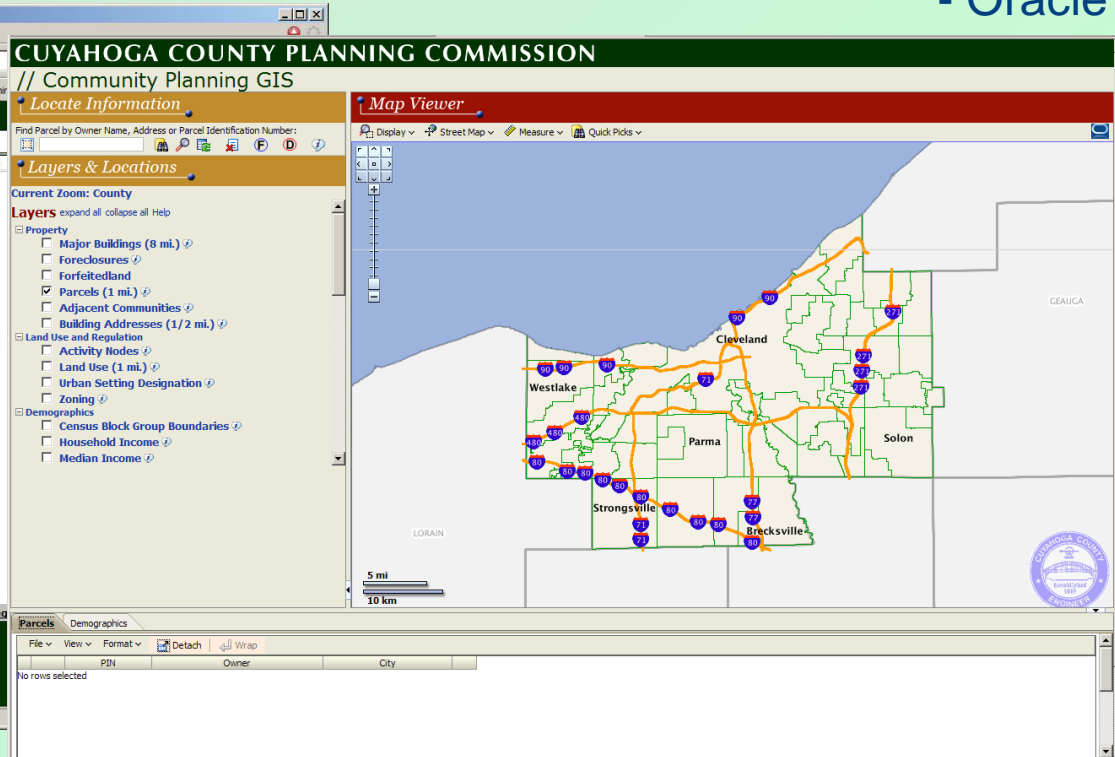 - Oracle
CUYAHOGA COUNTY PLANNING COMMISSION
// Community Planning GIS
Locate Information
Find Parcel by Owner Name, Address or Parcel Identification Number:
F D i
Layers & Locations
Current Zoom: County
Layers expand all collapse all Help
Property
Major Buildings (8 mi.)
Foreclosures
Forfeitedland
Parcels (1 mi.)
Adjacent Communities
Building Addresses (1/2 mi.)
Land Use and Regulation
Activity Nodes
Land Use (1 mi.)
Urban Setting Designation
Zoning
Demographics
Census Block Group Boundaries
Household Income
Median Income
Map Viewer
Display Street Map Measure Quick Picks
90
90
271
GEAUGA
Cleveland
90 90 90
71
271
271
271
Westlake
480
480
480
Parma
Solon
80
80 80 80 80
80
Strongsville
80
80 80
77
77
71
71
Brecksville
80
LORAIN
5 mi
10 km
CUYAHOGA COUNTY
ENGINEER
Parcels Demographics
File View Format Detach Wrap
PIN Owner City
No rows selected